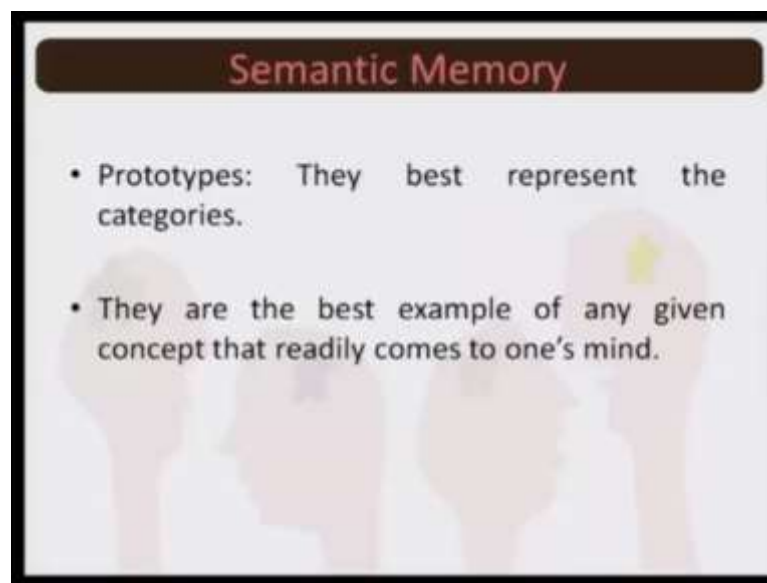 Semantic Memory
• Prototypes: They best represent the
categories.
• They are the best example of any given
concept that readily comes to one's mind.